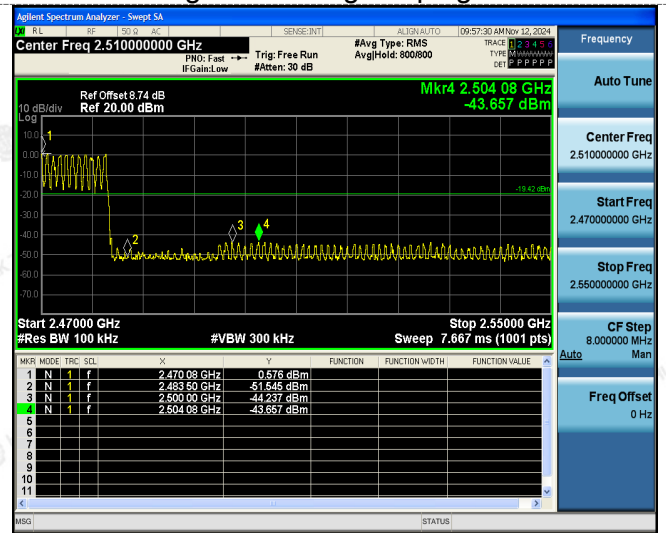 Agilent Spectrum Analyzer - Swept SA
LXI RL RF 50 Ω AC SENSE:INT ALIGN AUTO 09:57:30 AM Nov 12, 2024
Center Freq 2.510000000 GHz
PNO: Fast
IFGain:Low
Trig: Free Run
#Atten: 30 dB
#Avg Type: RMS
Avg|Hold: 800/800
TRACE 1 2 3 4 5 6
TYPE M W W W W W
DET P P P P P P
Mkr4 2.504 08 GHz
-43.657 dBm
Ref Offset 8.74 dB
10 dB/div Ref 20.00 dBm
Log
10.0
0.00
-10.0
-20.0
-30.0
-40.0
-50.0
-60.0
-70.0
1
2
3
4
-19.42 dBm
Start 2.47000 GHz Stop 2.55000 GHz
#Res BW 100 kHz #VBW 300 kHz Sweep 7.667 ms (1001 pts)
MKR MODE TRC SCL X Y FUNCTION FUNCTION WIDTH FUNCTION VALUE
1 N 1 f 2.470 08 GHz 0.576 dBm
2 N 1 f 2.483 50 GHz -51.545 dBm
3 N 1 f 2.500 00 GHz -44.237 dBm
4 N 1 f 2.504 08 GHz -43.657 dBm
5
6
7
8
9
10
11
MSG STATUS
Frequency
Auto Tune
Center Freq
2.510000000 GHz
Start Freq
2.470000000 GHz
Stop Freq
2.550000000 GHz
CF Step
8.000000 MHz
Auto Man
Freq Offset
0 Hz